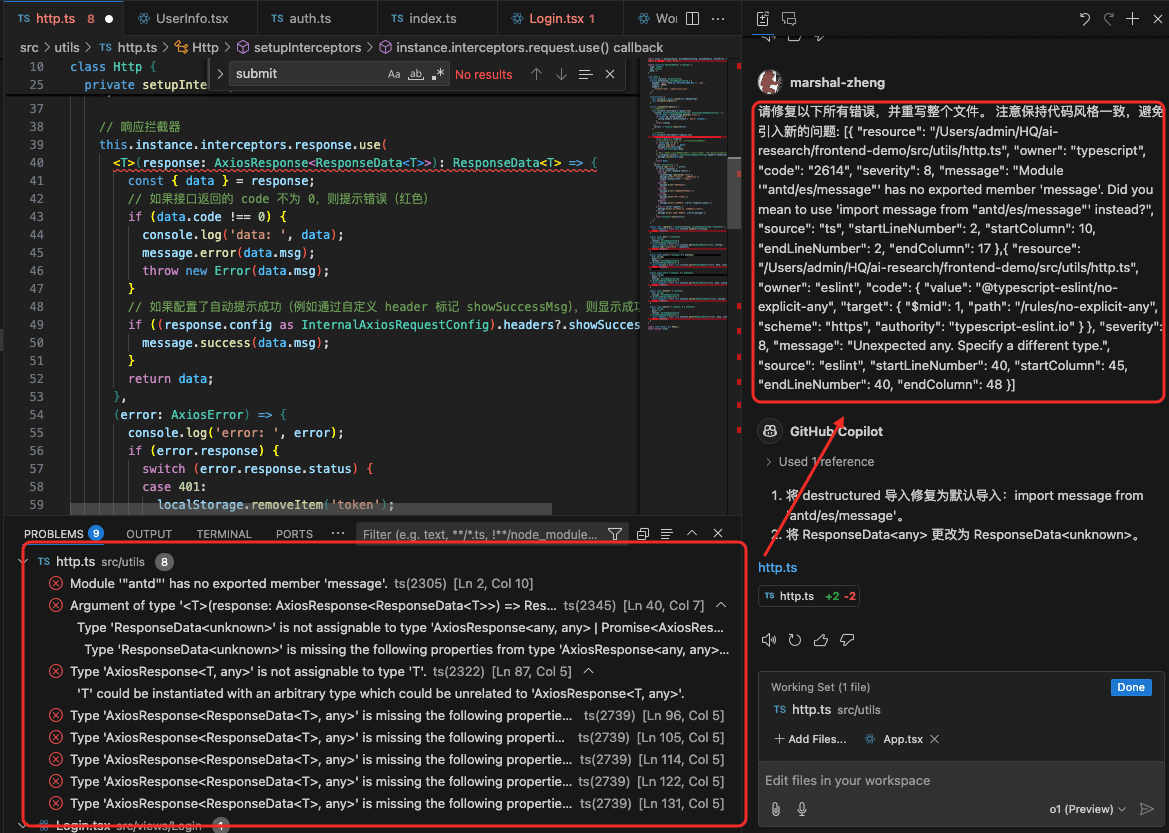 TS http.ts 8 ●
UserInfo.tsx
TS auth.ts
TS index.ts
Login.tsx 1
src > utils > TS http.ts > Http > setupInterceptors > instance.interceptors.request.use() callback
submit
Aa ab .*
No results
10 class Http {
25 private setupInte
37
38 // 响应拦截器
39 this.instance.interceptors.response.use(
40 <T>(response: AxiosResponse<ResponseData<T>>): ResponseData<T> => {
41 const { data } = response;
42 // 如果接口返回的 code 不为 0, 则提示错误（红色）
43 if (data.code !== 0) {
44 console.log('data: ', data);
45 message.error(data.msg);
46 throw new Error(data.msg);
47 }
48 // 如果配置了自动提示成功（例如通过自定义 header 标记 showSuccessMsg), 则显示成功
49 if ((response.config as InternalAxiosRequestConfig).headers?.showSucces
50 message.success(data.msg);
51 }
52 return data;
53 },
54 (error: AxiosError) => {
55 console.log('error: ', error);
56 if (error.response) {
57 switch (error.response.status) {
58 case 401:
59 localStorage.removeItem('token');
PROBLEMS 9
OUTPUT
TERMINAL
PORTS
···
Filter (e.g. text, **/*.ts, !**/node_module...
TS http.ts src/utils 8
Module '"antd"' has no exported member 'message'. ts(2305) [Ln 2, Col 10]
Argument of type '<T>(response: AxiosResponse<ResponseData<T>>) => Res... ts(2345) [Ln 40, Col 7]
Type 'ResponseData<unknown>' is not assignable to type 'AxiosResponse<any, any> | Promise<AxiosRes...
Type 'ResponseData<unknown>' is missing the following properties from type 'AxiosResponse<any, any>...
Type 'AxiosResponse<T, any>' is not assignable to type 'T'. ts(2322) [Ln 87, Col 5]
'T' could be instantiated with an arbitrary type which could be unrelated to 'AxiosResponse<T, any>'.
Type 'AxiosResponse<ResponseData<T>, any>' is missing the following propertie... ts(2739) [Ln 96, Col 5]
Type 'AxiosResponse<ResponseData<T>, any>' is missing the following propertie... ts(2739) [Ln 105, Col 5]
Type 'AxiosResponse<ResponseData<T>, any>' is missing the following propertie... ts(2739) [Ln 114, Col 5]
Type 'AxiosResponse<ResponseData<T>, any>' is missing the following propertie... ts(2739) [Ln 122, Col 5]
Type 'AxiosResponse<ResponseData<T>, any>' is missing the following propertie... ts(2739) [Ln 131, Col 5]
Login.tsx src/views/Login 1
marshal-zheng
请修复以下所有错误，并重写整个文件。 注意保持代码风格一致，避免
引入新的问题: [{ "resource": "/Users/admin/HQ/ai-
research/frontend-demo/src/utils/http.ts", "owner": "typescript",
"code": "2614", "severity": 8, "message": "Module
'"antd/es/message"' has no exported member 'message'. Did you
mean to use 'import message from "antd/es/message"' instead?",
"source": "ts", "startLineNumber": 2, "startColumn": 10,
"endLineNumber": 2, "endColumn": 17 },{ "resource":
"/Users/admin/HQ/ai-research/frontend-demo/src/utils/http.ts",
"owner": "eslint", "code": { "value": "@typescript-eslint/no-
explicit-any", "target": { "$mid": 1, "path": "/rules/no-explicit-any",
"scheme": "https", "authority": "typescript-eslint.io" } }, "severity":
8, "message": "Unexpected any. Specify a different type.",
"source": "eslint", "startLineNumber": 40, "startColumn": 45,
"endLineNumber": 40, "endColumn": 48 }]
GitHub Copilot
Used 1 reference
1. 将 destructured 导入修复为默认导入：import message from
'antd/es/message'。
2. 将 ResponseData<any> 更改为 ResponseData<unknown>。
http.ts
TS http.ts +2 -2
Working Set (1 file)
Done
TS http.ts src/utils
Add Files...
App.tsx
Edit files in your workspace
o1 (Preview)